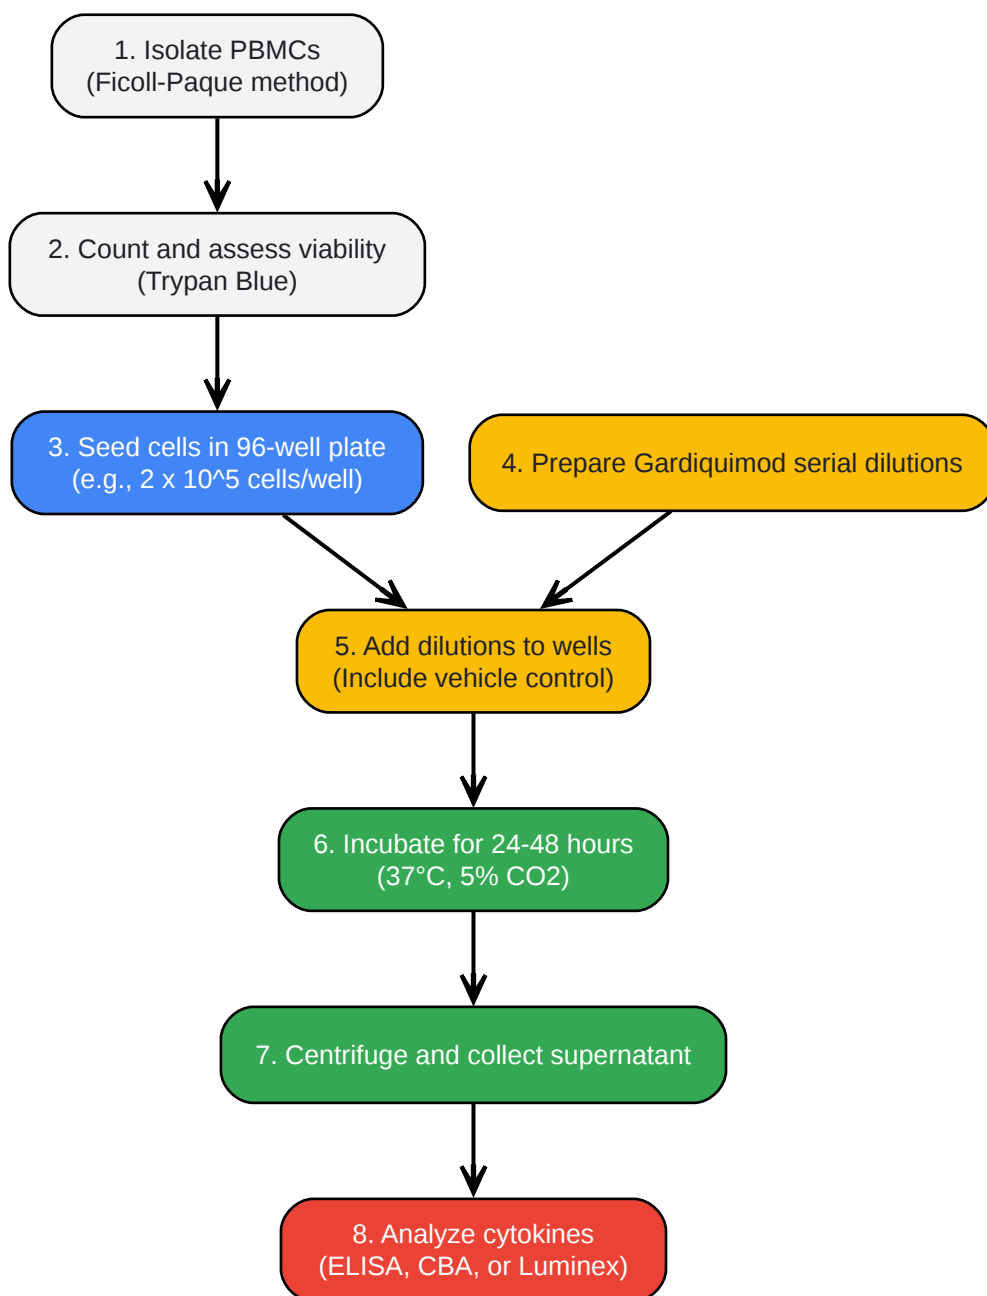 1. Isolate PBMCs
(Ficoll-Paque method)
2. Count and assess viability
(Trypan Blue)
3. Seed cells in 96-well plate
(e.g., 2 x 10^5 cells/well)
4. Prepare Gardiquimod serial dilutions
5. Add dilutions to wells
(Include vehicle control)
6. Incubate for 24-48 hours
(37°C, 5% CO2)
7. Centrifuge and collect supernatant
8. Analyze cytokines
(ELISA, CBA, or Luminex)